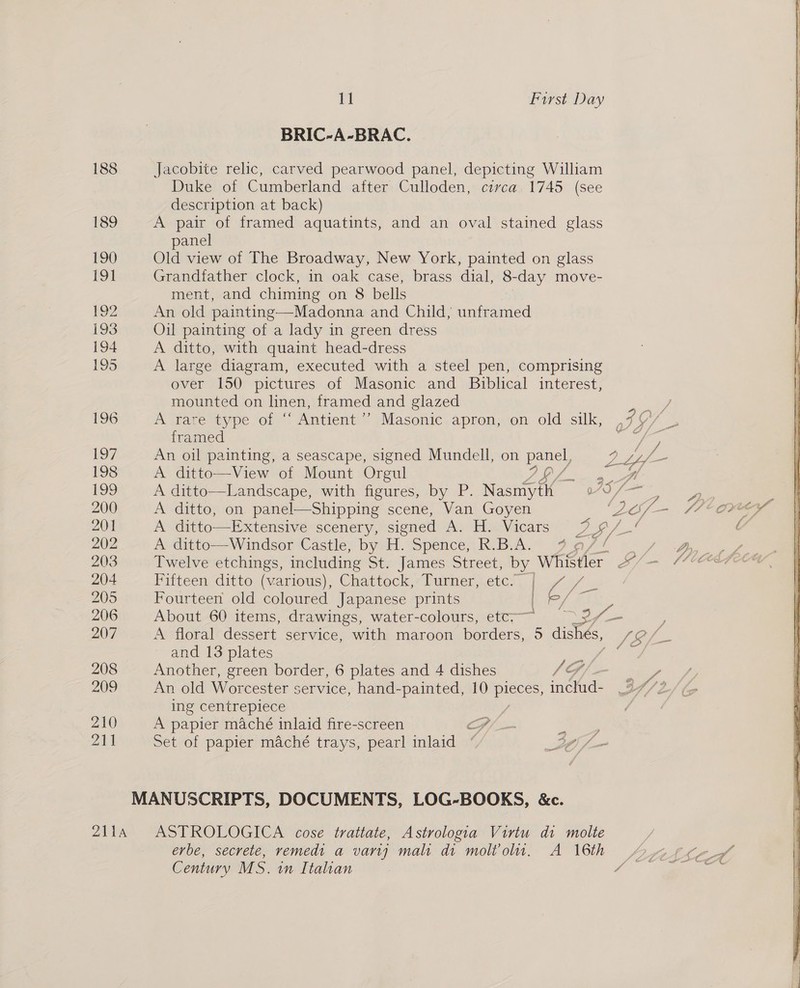 11 First Day
BRIC-A-BRAC.
188 Jacobite relic, carved pearwood panel, depicting William
Duke of Cumberland after Culloden, circa 1745 (see
description at back)
189 A pair of framed aquatints, and an oval stained glass
panel
190 Old view of The Broadway, New York, painted on glass
191 Grandfather clock, in oak case, brass dial, 8-day move-
ment, and chiming on 8 bells
192 An old painting—Madonna and Child, unframed
193 Oil painting of a lady in green dress
194 A ditto, with quaint head-dress
195 A large diagram, executed with a steel pen, comprising
over 150 pictures of Masonic and Biblical interest,
mounted on linen, framed and glazed
196 A rare type of “Antient” Masonic apron, on old silk,
framed
197 An oil painting, a seascape, signed Mundell, on panel,
198 A ditto—View of Mount Orgul
199 A ditto—Landscape, with figures, by P. Nasmyth
200 A ditto, on panel—Shipping scene, Van Goyen
201 A ditto—Extensive scenery, signed A. H. Vicars
202 A ditto—Windsor Castle, by H. Spence, R.B.A.
203 Twelve etchings, including St. James Street, by Whistler
204 Fifteen ditto (various), Chattock, Turner, etc.
205 Fourteen old coloured Japanese prints
206 About 60 items, drawings, water-colours, etc.
207 A floral dessert service, with maroon borders, 5 dishes,
and 13 plates
208 Another, green border, 6 plates and 4 dishes
209 An old Worcester service, hand-painted, 10 pieces, includ-
ing centrepiece
210 A papier maché inlaid fire-screen
211 Set of papier maché trays, pearl inlaid
MANUSCRIPTS, DOCUMENTS, LOG-BOOKS, &c.
211A ASTROLOGICA cose trattate, Astrologia Virtu di molte
erbe, secrete, remedi a varij mali di molt'olii. A 16th
Century MS. in Italian